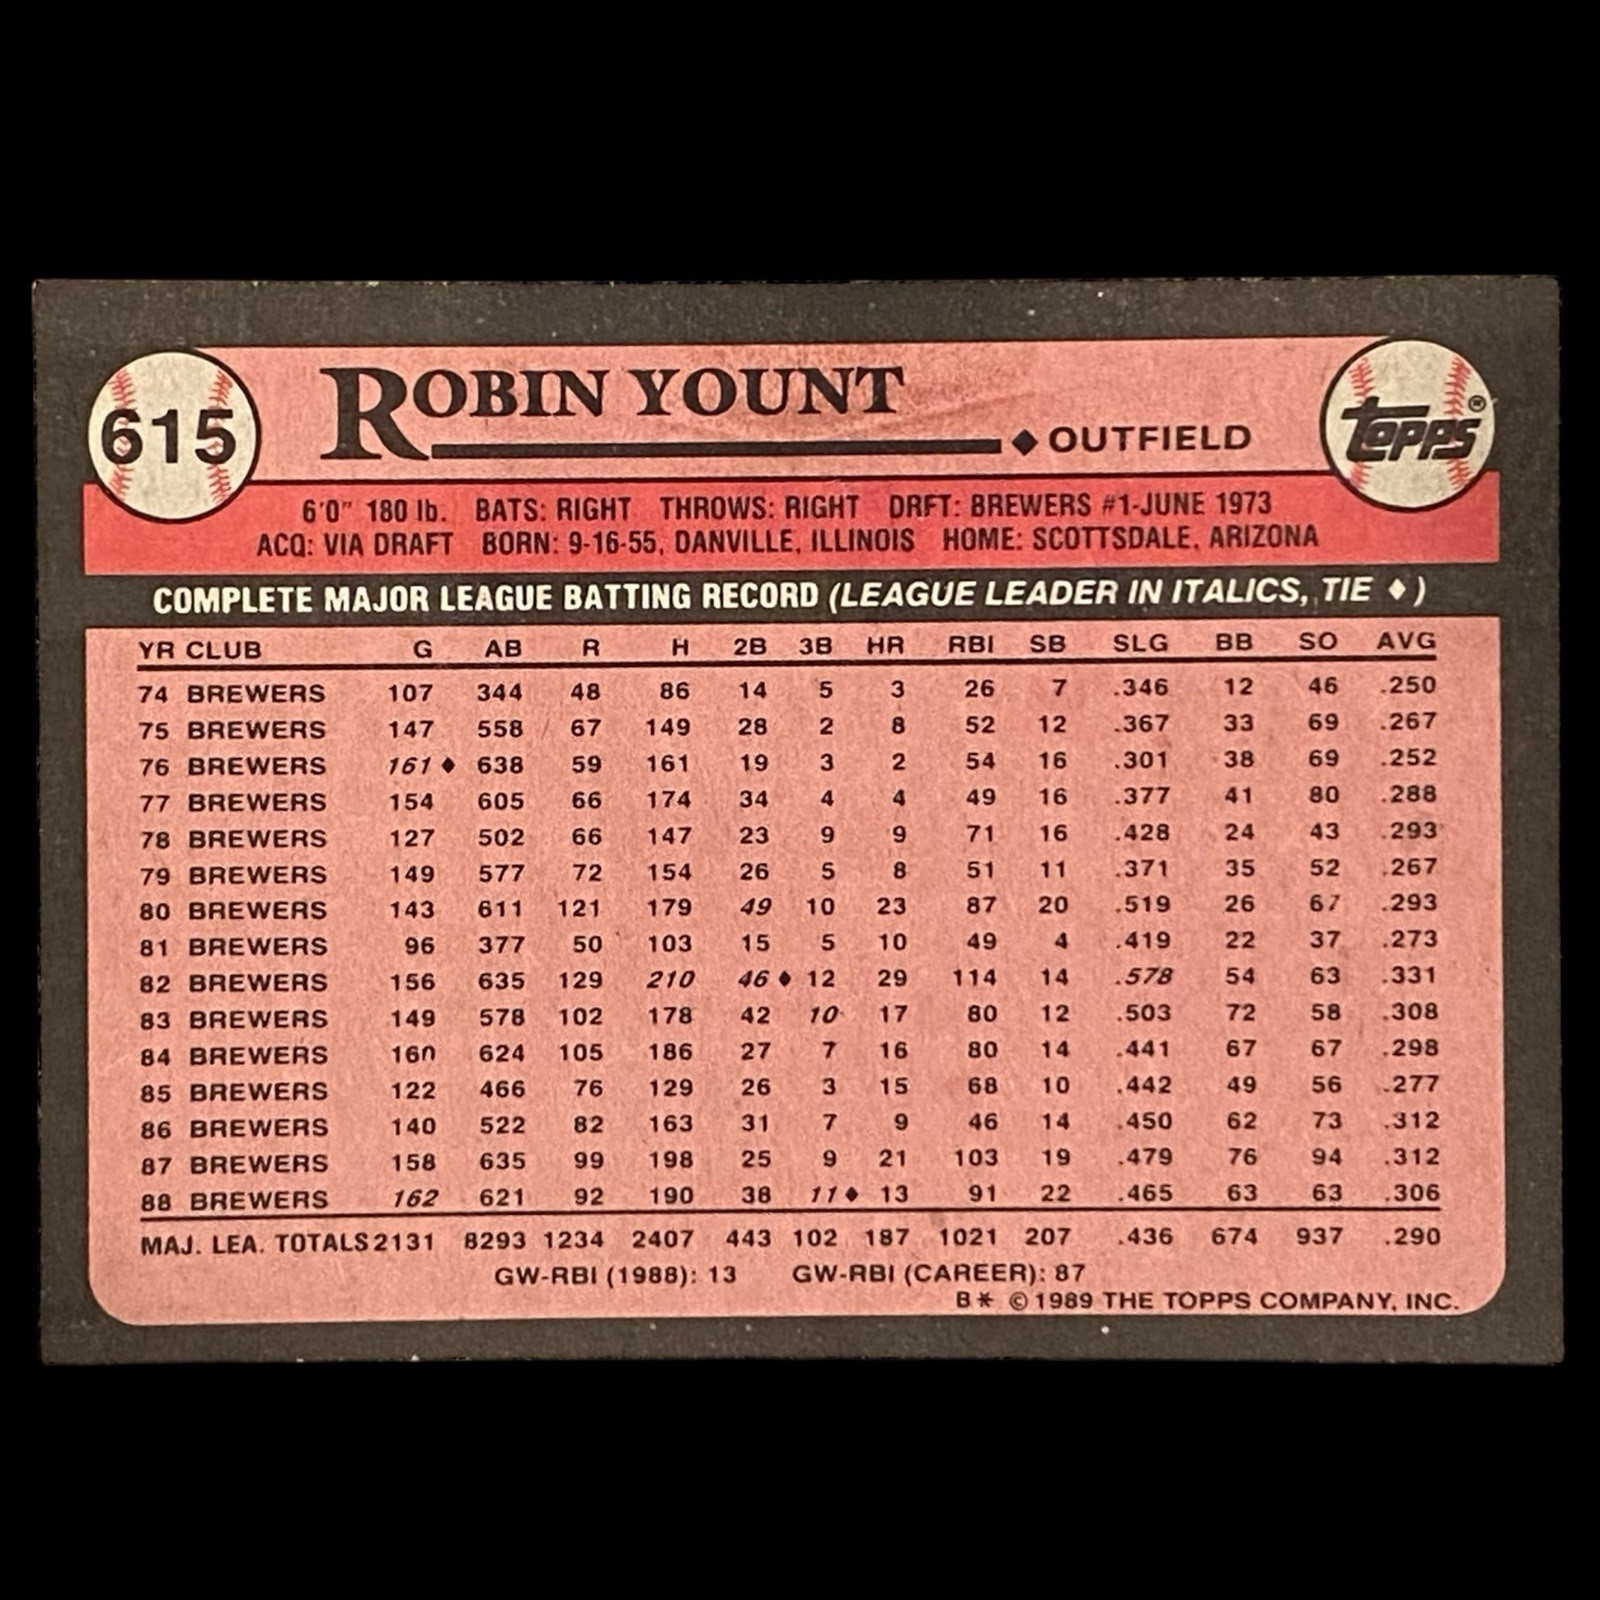 615
ROBIN YOUNT
◆ OUTFIELD
topps®
6'0" 180 lb. BATS: RIGHT THROWS: RIGHT DRFT: BREWERS #1-JUNE 1973
ACQ: VIA DRAFT BORN: 9-16-55, DANVILLE, ILLINOIS HOME: SCOTTSDALE, ARIZONA
COMPLETE MAJOR LEAGUE BATTING RECORD (LEAGUE LEADER IN ITALICS, TIE ♦)
YR CLUB G AB R H 2B 3B HR RBI SB SLG BB SO AVG
74 BREWERS 107 344 48 86 14 5 3 26 7 .346 12 46 .250
75 BREWERS 147 558 67 149 28 2 8 52 12 .367 33 69 .267
76 BREWERS 161♦ 638 59 161 19 3 2 54 16 .301 38 69 .252
77 BREWERS 154 605 66 174 34 4 4 49 16 .377 41 80 .288
78 BREWERS 127 502 66 147 23 9 9 71 16 .428 24 43 .293
79 BREWERS 149 577 72 154 26 5 8 51 11 .371 35 52 .267
80 BREWERS 143 611 121 179 49 10 23 87 20 .519 26 67 .293
81 BREWERS 96 377 50 103 15 5 10 49 4 .419 22 37 .273
82 BREWERS 156 635 129 210 46♦ 12 29 114 14 .578 54 63 .331
83 BREWERS 149 578 102 178 42 10 17 80 12 .503 72 58 .308
84 BREWERS 160 624 105 186 27 7 16 80 14 .441 67 67 .298
85 BREWERS 122 466 76 129 26 3 15 68 10 .442 49 56 .277
86 BREWERS 140 522 82 163 31 7 9 46 14 .450 62 73 .312
87 BREWERS 158 635 99 198 25 9 21 103 19 .479 76 94 .312
88 BREWERS 162 621 92 190 38 11♦ 13 91 22 .465 63 63 .306
MAJ. LEA. TOTALS 2131 8293 1234 2407 443 102 187 1021 207 .436 674 937 .290
GW-RBI (1988): 13 GW-RBI (CAREER): 87
B* © 1989 THE TOPPS COMPANY, INC.